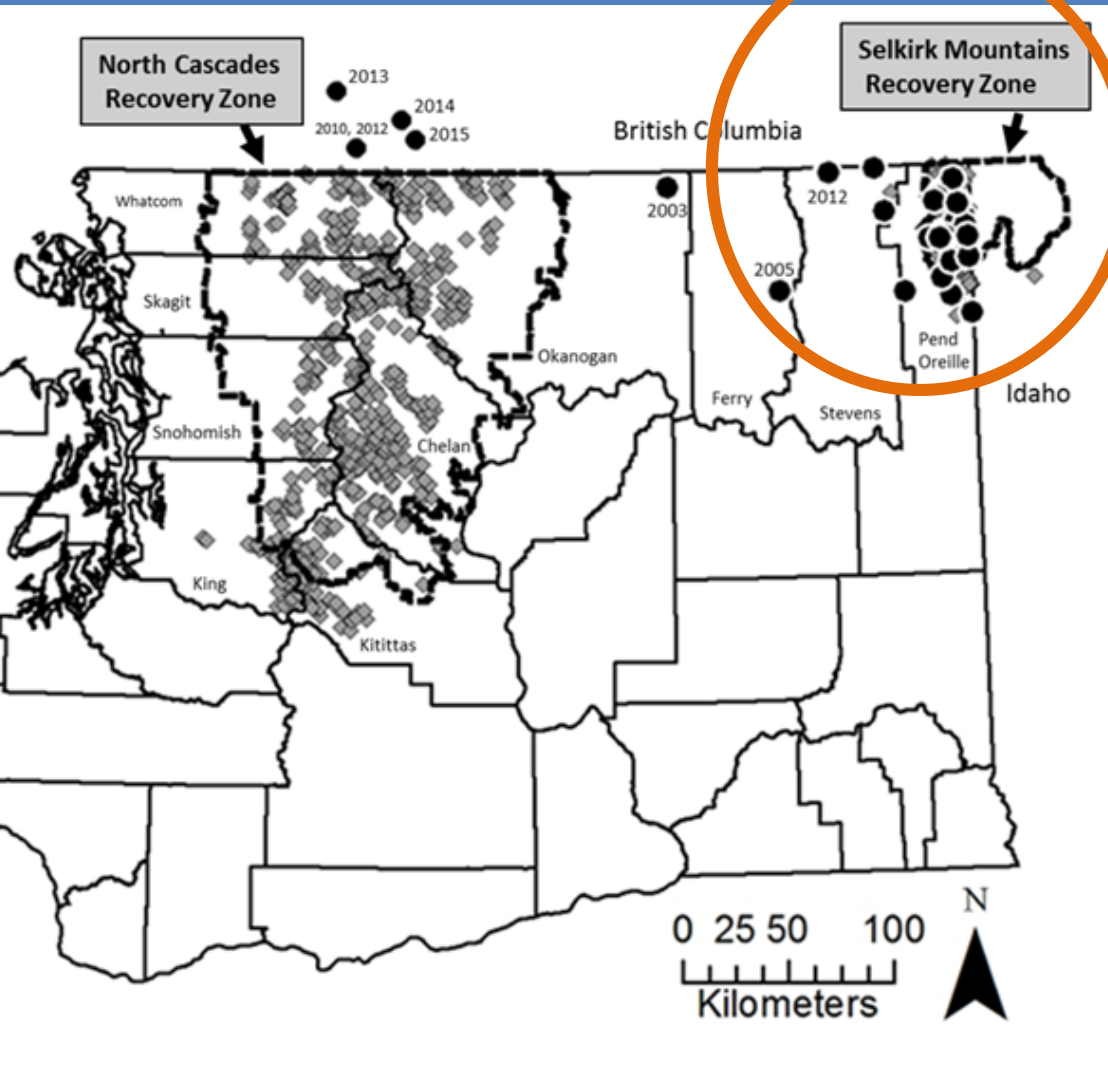 North Cascades
Recovery Zone
2013
2014
2010, 2012
2015
British Columbia
Selkirk Mountains
Recovery Zone
Whatcom
2003
2012
Skagit
2005
Okanogan
Pend
Oreille
Idaho
Ferry
Stevens
Snohomish
Chelan
King
Kitittas
N
0 25 50 100
Kilometers